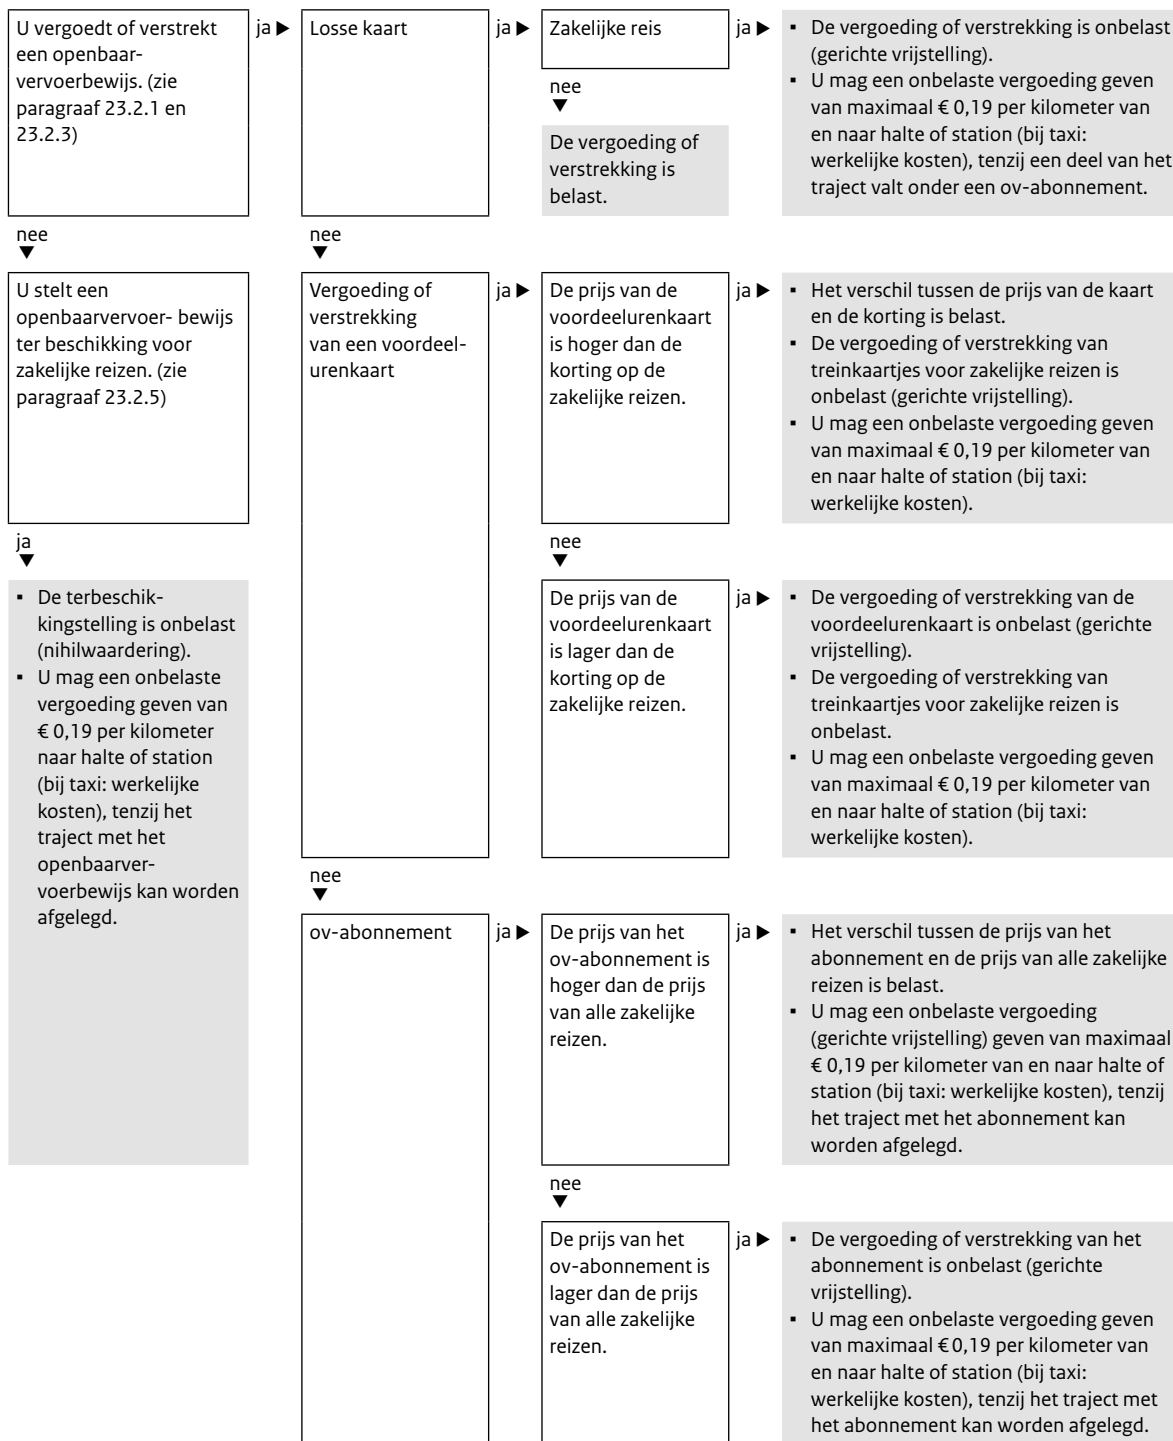 U vergoedt of verstrekt
een openbaar-
vervoerbewijs. (zie
paragraaf 23.2.1 en
23.2.3)
ja ▶
Losse kaart
ja ▶
Zakelijke reis
ja ▶
▪ De vergoeding of verstrekking is onbelast
(gerichte vrijstelling).
▪ U mag een onbelaste vergoeding geven
van maximaal € 0,19 per kilometer van
en naar halte of station (bij taxi:
werkelijke kosten), tenzij een deel van het
traject valt onder een ov-abonnement.
nee
▼
De vergoeding of
verstrekking is
belast.
nee
▼
nee
▼
U stelt een
openbaarvervoer- bewijs
ter beschikking voor
zakelijke reizen. (zie
paragraaf 23.2.5)
Vergoeding of
verstrekking
van een voordeel-
urenkaart
ja ▶
De prijs van de
voordeelurenkaart
is hoger dan de
korting op de
zakelijke reizen.
ja ▶
▪ Het verschil tussen de prijs van de kaart
en de korting is belast.
▪ De vergoeding of verstrekking van
treinkaartjes voor zakelijke reizen is
onbelast (gerichte vrijstelling).
▪ U mag een onbelaste vergoeding geven
van maximaal € 0,19 per kilometer van
en naar halte of station (bij taxi:
werkelijke kosten).
ja
▼
nee
▼
▪ De terbeschik-
kingstelling is onbelast
(nihilwaardering).
▪ U mag een onbelaste
vergoeding geven van
€ 0,19 per kilometer
naar halte of station
(bij taxi: werkelijke
kosten), tenzij het
traject met het
openbaarver-
voerbewijs kan worden
afgelegd.
De prijs van de
voordeelurenkaart
is lager dan de
korting op de
zakelijke reizen.
ja ▶
▪ De vergoeding of verstrekking van de
voordeelurenkaart is onbelast (gerichte
vrijstelling).
▪ De vergoeding of verstrekking van
treinkaartjes voor zakelijke reizen is
onbelast.
▪ U mag een onbelaste vergoeding geven
van maximaal € 0,19 per kilometer van
en naar halte of station (bij taxi:
werkelijke kosten).
nee
▼
ov-abonnement
ja ▶
De prijs van het
ov-abonnement is
hoger dan de prijs
van alle zakelijke
reizen.
ja ▶
▪ Het verschil tussen de prijs van het
abonnement en de prijs van alle zakelijke
reizen is belast.
▪ U mag een onbelaste vergoeding
(gerichte vrijstelling) geven van maximaal
€ 0,19 per kilometer van en naar halte of
station (bij taxi: werkelijke kosten), tenzij
het traject met het abonnement kan
worden afgelegd.
nee
▼
De prijs van het
ov-abonnement is
lager dan de prijs
van alle zakelijke
reizen.
ja ▶
▪ De vergoeding of verstrekking van het
abonnement is onbelast (gerichte
vrijstelling).
▪ U mag een onbelaste vergoeding geven
van maximaal € 0,19 per kilometer van
en naar halte of station (bij taxi:
werkelijke kosten), tenzij het traject met
het abonnement kan worden afgelegd.